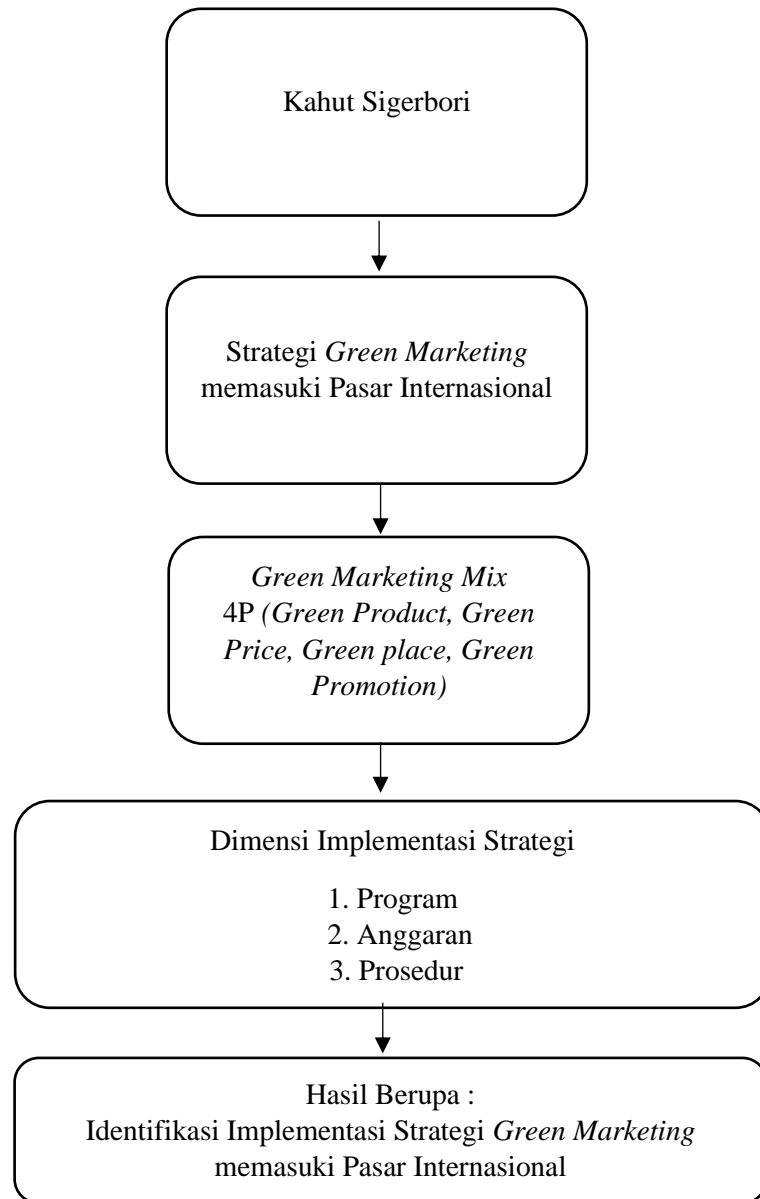 Kahut Sigerbori
Strategi Green Marketing
memasuki Pasar Internasional
Green Marketing Mix
4P (Green Product, Green
Price, Green place, Green
Promotion)
Dimensi Implementasi Strategi
1. Program
2. Anggaran
3. Prosedur
Hasil Berupa :
Identifikasi Implementasi Strategi Green Marketing
memasuki Pasar Internasional